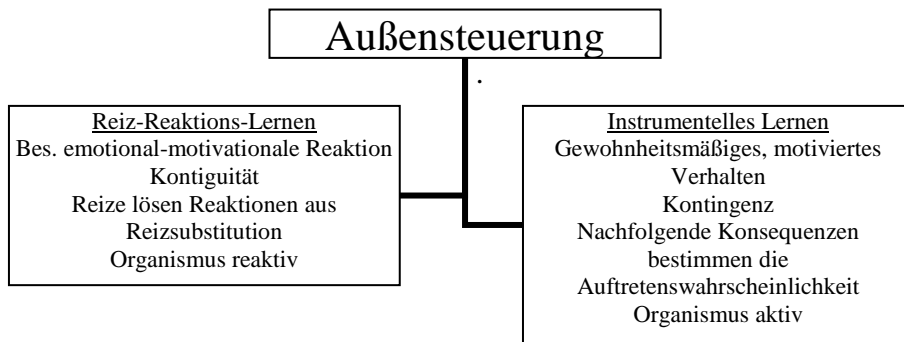 Außensteuerung
.
Reiz-Reaktions-Lernen
Bes. emotional-motivationale Reaktion
Kontiguität
Reize lösen Reaktionen aus
Reizsubstitution
Organismus reaktiv
Instrumentelles Lernen
Gewohnheitsmäßiges, motiviertes
Verhalten
Kontingenz
Nachfolgende Konsequenzen
bestimmen die
Auftretenswahrscheinlichkeit
Organismus aktiv